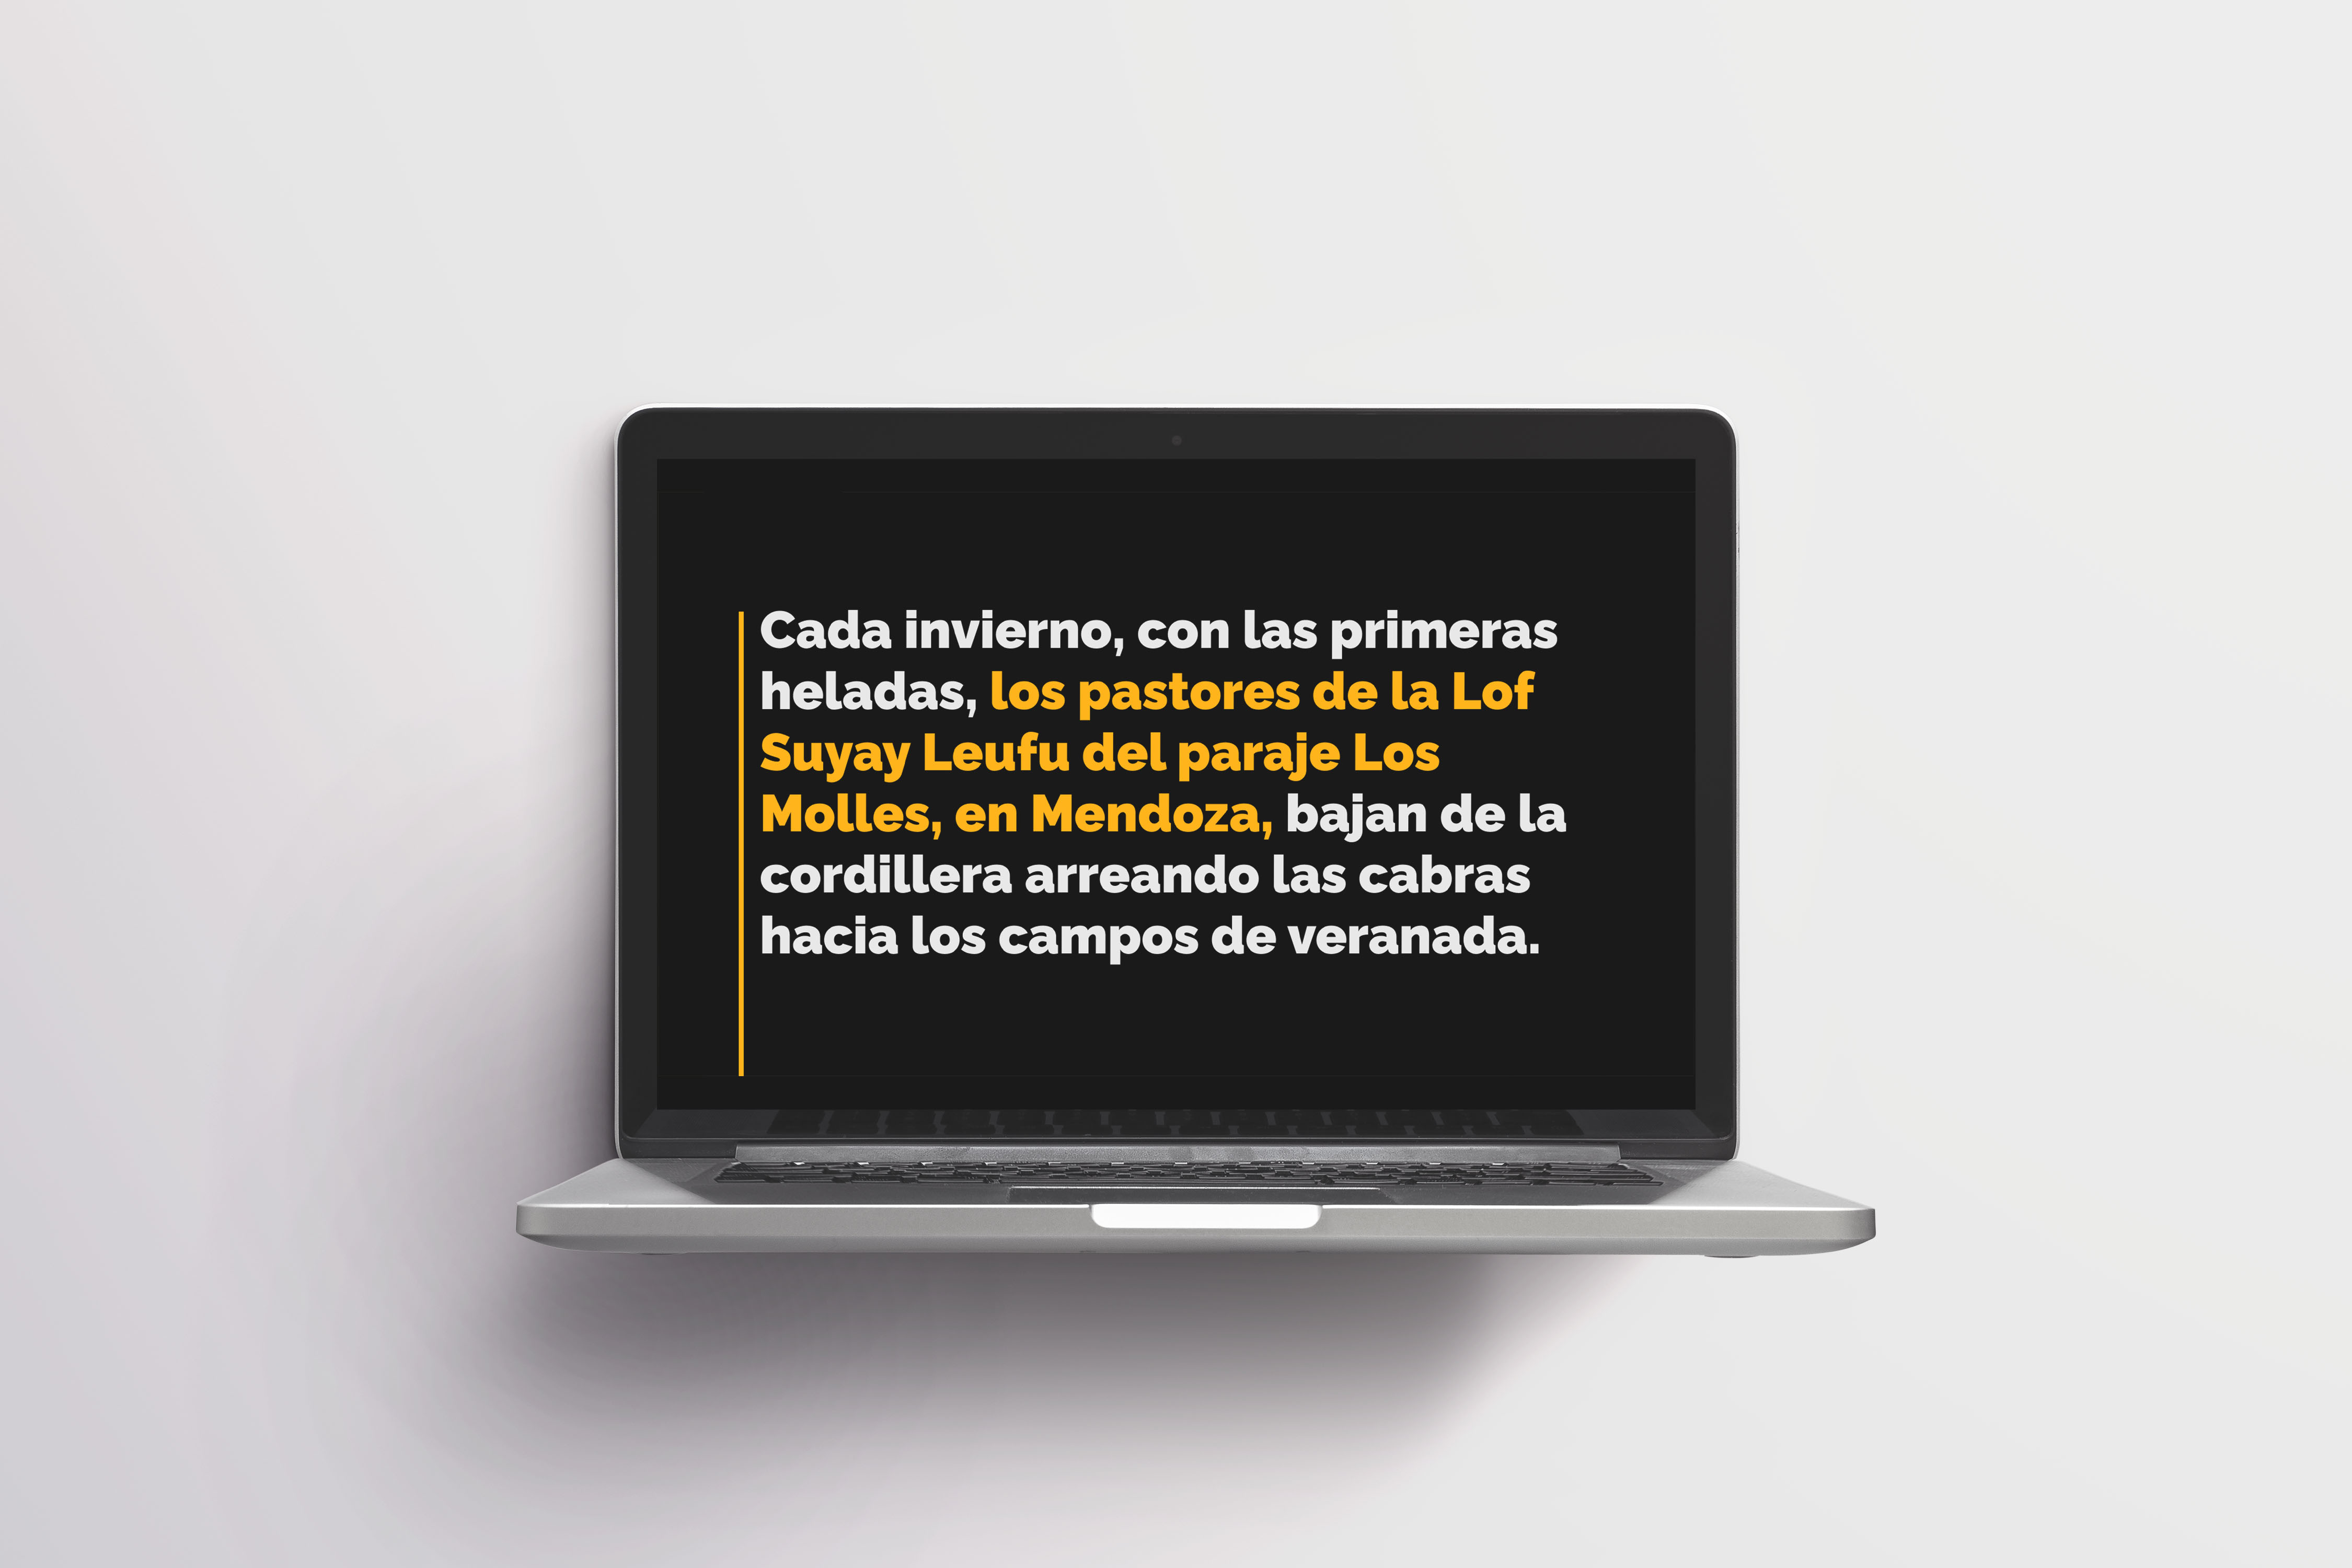 Cada invierno, con las primeras
heladas, los pastores de la Lof
Suyay Leufu del paraje Los
Molles, en Mendoza, bajan de la
cordillera arreando las cabras
hacia los campos de veranada.